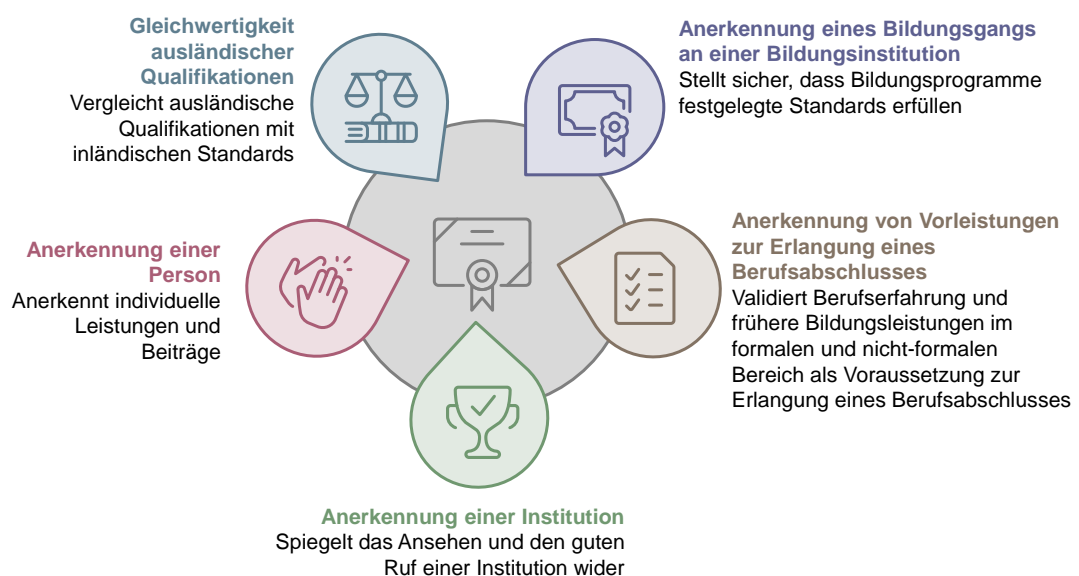 Gleichwertigkeit
ausländischer
Qualifikationen
Vergleicht ausländische
Qualifikationen mit
inländischen Standards
Anerkennung eines Bildungsgangs
an einer Bildungsinstitution
Stellt sicher, dass Bildungsprogramme
festgelegte Standards erfüllen
Anerkennung einer
Person
Anerkennt individuelle
Leistungen und
Beiträge
Anerkennung von Vorleistungen
zur Erlangung eines
Berufsabschlusses
Validiert Berufserfahrung und
frühere Bildungsleistungen im
formalen und nicht-formalen
Bereich als Voraussetzung zur
Erlangung eines Berufsabschlusses
Anerkennung einer Institution
Spiegelt das Ansehen und den guten
Ruf einer Institution wider